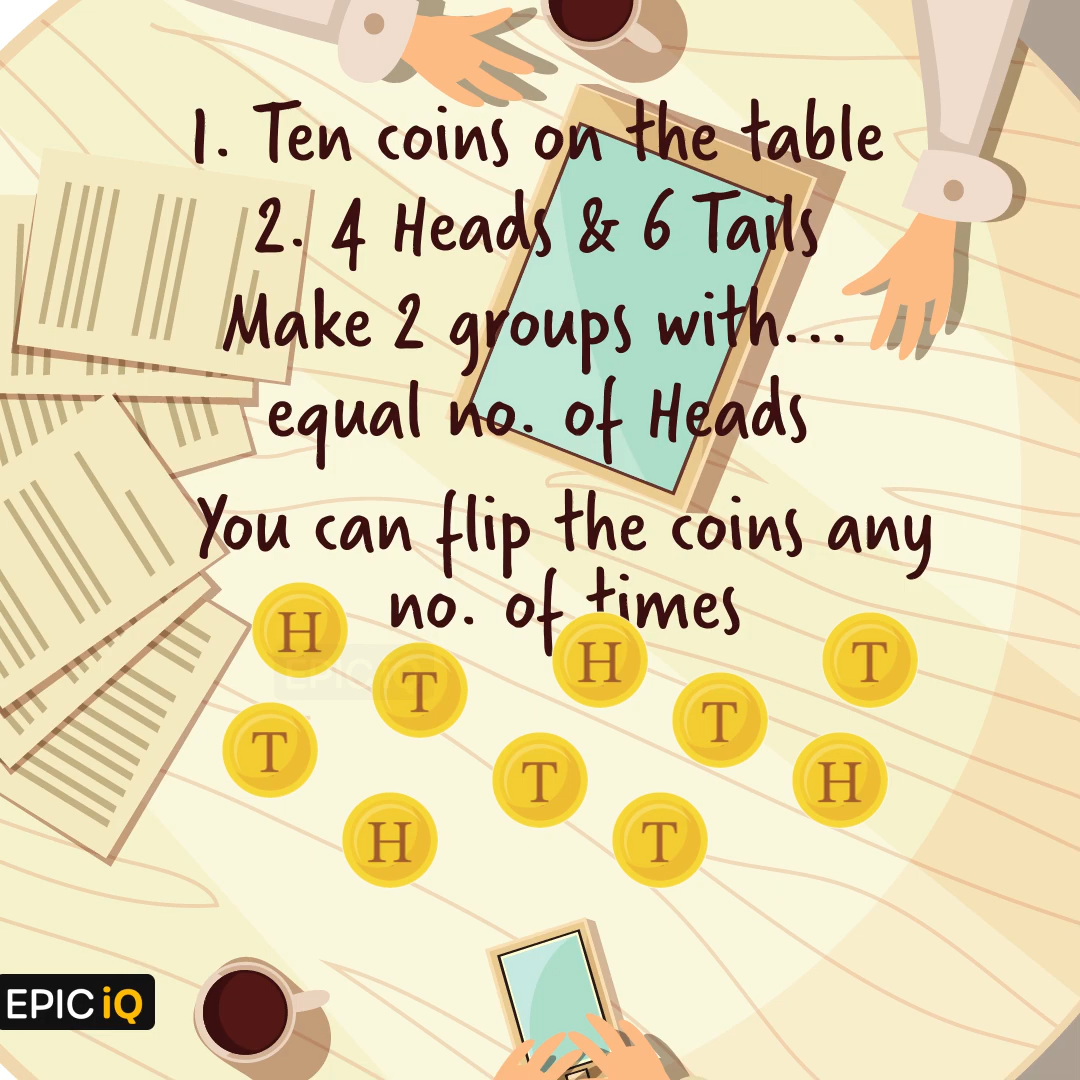 1. Ten coins on the table
2. 4 Heads & 6 Tails
Make 2 groups with...
equal no. of Heads
You can flip the coins any
no. of times
H
T
H
T
T
T
T
H
H
T
EPIC iQ